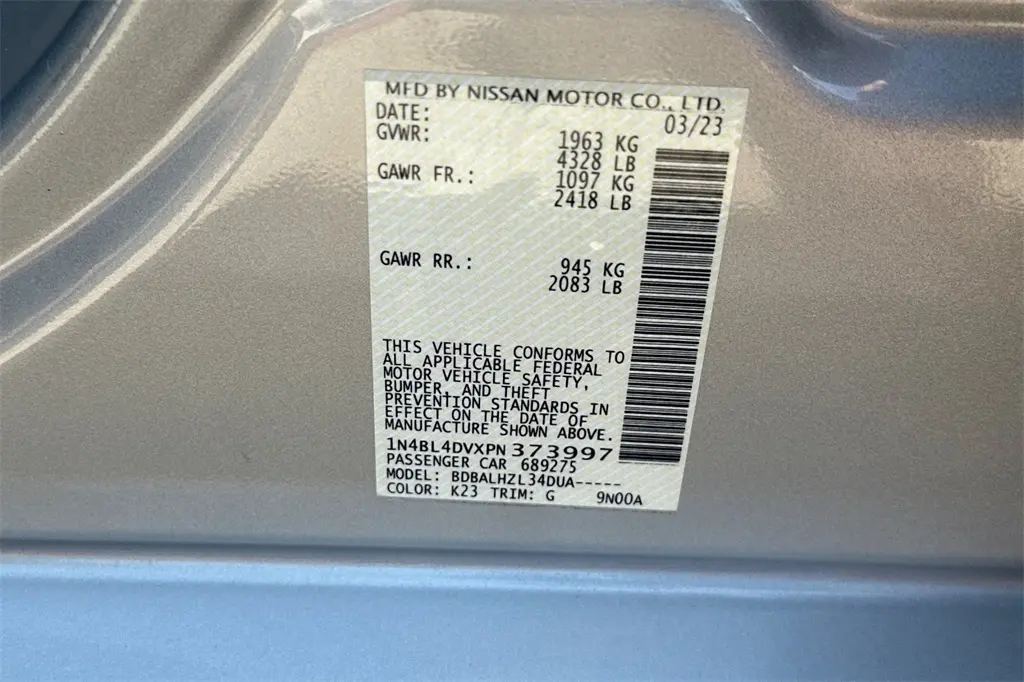 MFD BY NISSAN MOTOR CO., LTD.
DATE: 03/23
GVWR: 1963 KG
4328 LB
GAWR FR.: 1097 KG
2418 LB
GAWR RR.: 945 KG
2083 LB
THIS VEHICLE CONFORMS TO
ALL APPLICABLE FEDERAL
MOTOR VEHICLE SAFETY,
BUMPER, AND THEFT
PREVENTION STANDARDS IN
EFFECT ON THE DATE OF
MANUFACTURE SHOWN ABOVE.
1N4BL4DVXPN373997
PASSENGER CAR 689275
MODEL: BDBALHZL34DUA-----
COLOR: K23 TRIM: G 9N00A